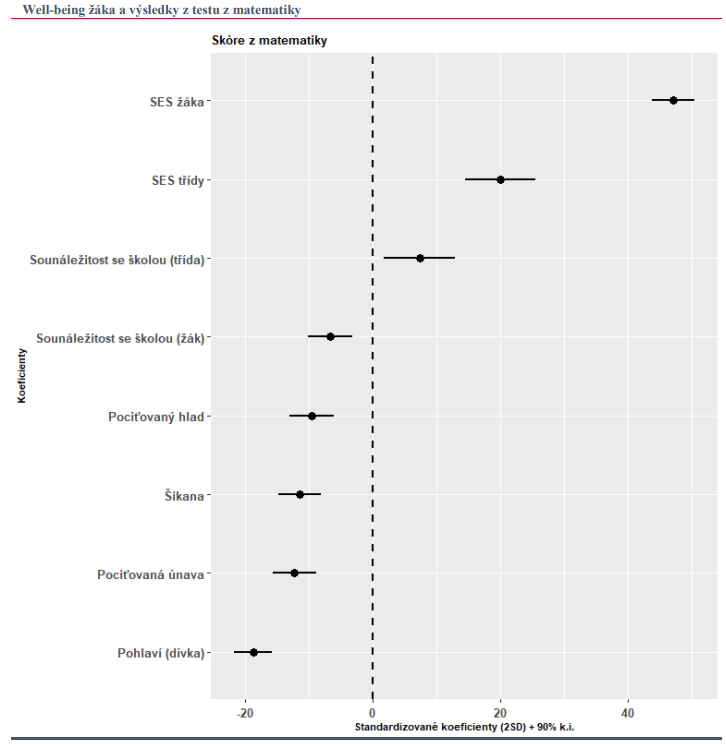 Well-being žáka a výsledky z testu z matematiky
Skóre z matematiky
SES žáka
SES třídy
Sounáležitost se školou (třída)
Sounáležitost se školou (žák)
Koeficienty
Pociťovaný hlad
Šikana
Pociťovaná únava
Pohlaví (dívka)
-20 0 20 40
Standardizované koeficienty (2SD) + 90% k.i.